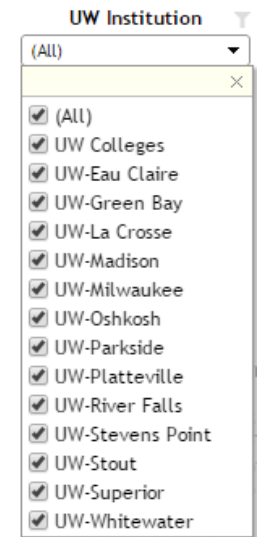 UW Institution
(All)
(All)
UW Colleges
UW-Eau Claire
UW-Green Bay
UW-La Crosse
UW-Madison
UW-Milwaukee
UW-Oshkosh
UW-Parkside
UW-Platteville
UW-River Falls
UW-Stevens Point
UW-Stout
UW-Superior
UW-Whitewater